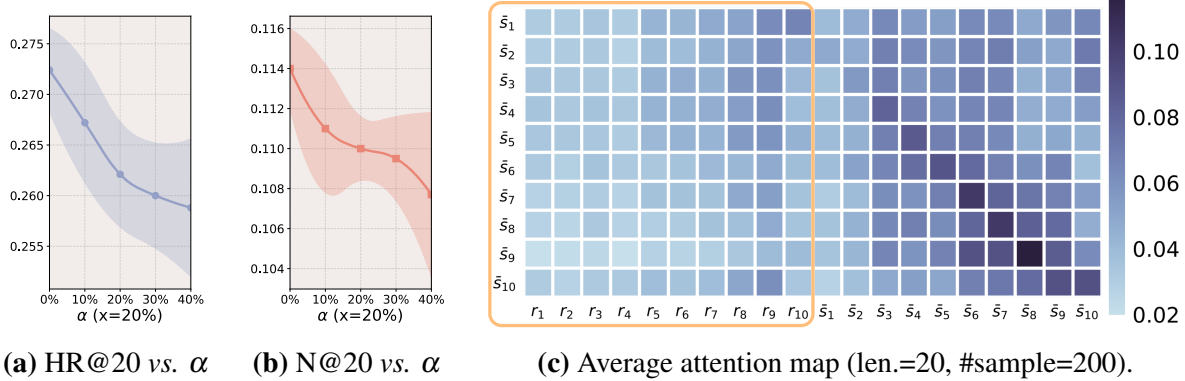 0.275
0.270
0.265
0.260
0.255
0% 10% 20% 30% 40%
α (x=20%)
(a) HR@20 vs. α
0.116
0.114
0.112
0.110
0.108
0.106
0.104
0% 10% 20% 30% 40%
α (x=20%)
(b) N@20 vs. α
s̄1
s̄2
s̄3
s̄4
s̄5
s̄6
s̄7
s̄8
s̄9
s̄10
r1 r2 r3 r4 r5 r6 r7 r8 r9 r10 s̄1 s̄2 s̄3 s̄4 s̄5 s̄6 s̄7 s̄8 s̄9 s̄10
0.10
0.08
0.06
0.04
0.02
(c) Average attention map (len.=20, #sample=200).